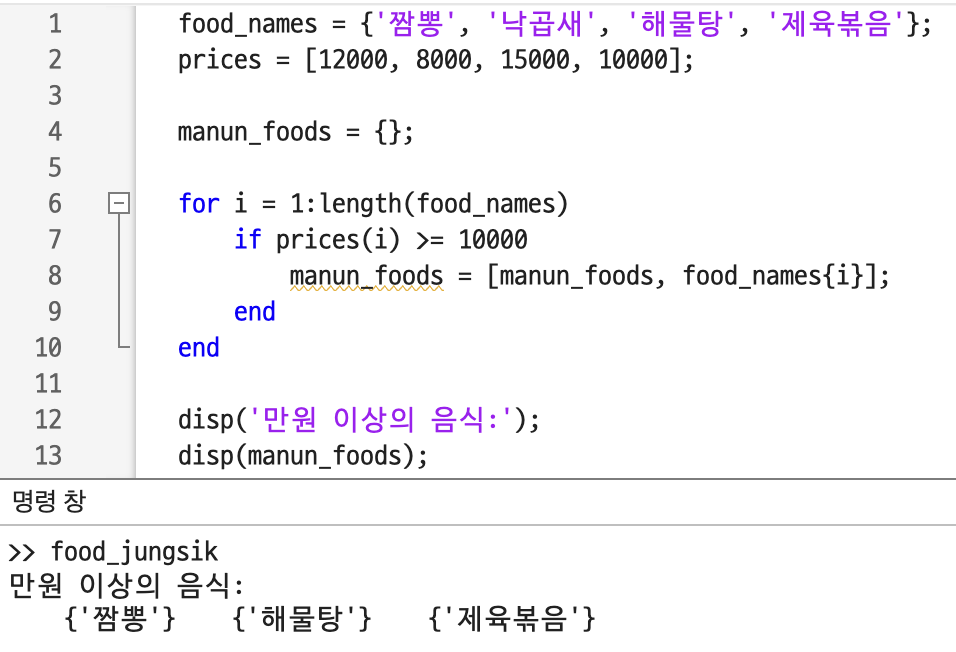 1 food_names = {'짬뽕', '낙곱새', '해물탕', '제육볶음'};
2 prices = [12000, 8000, 15000, 10000];
3
4 manun_foods = {};
5
6 for i = 1:length(food_names)
7 if prices(i) >= 10000
8 manun_foods = [manun_foods, food_names{i}];
9 end
10 end
11
12 disp('만원 이상의 음식:');
13 disp(manun_foods);
명령 창
>> food_jungsik
만원 이상의 음식:
{'짬뽕'} {'해물탕'} {'제육볶음'}